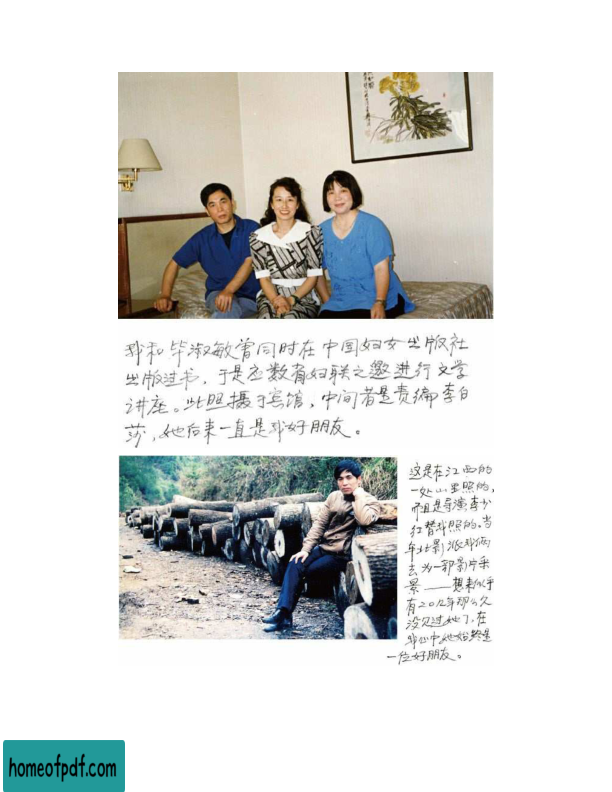 我和毕淑敏曾同时在中国妇女出版社
出版过书，于是应数省妇联之邀进行文学
讲座。此照摄于宾馆，中间者是责编李白
莎，她后来一直是我好朋友。
这是在江西的
一处山里照的，
而且是导演李少
红替我照的。当
年北影派我俩
去为一部影片采
景——想来似乎
有20几年那么久
没见过她了，在
我心中，她始终是
一位好朋友。
homeofpdf.com